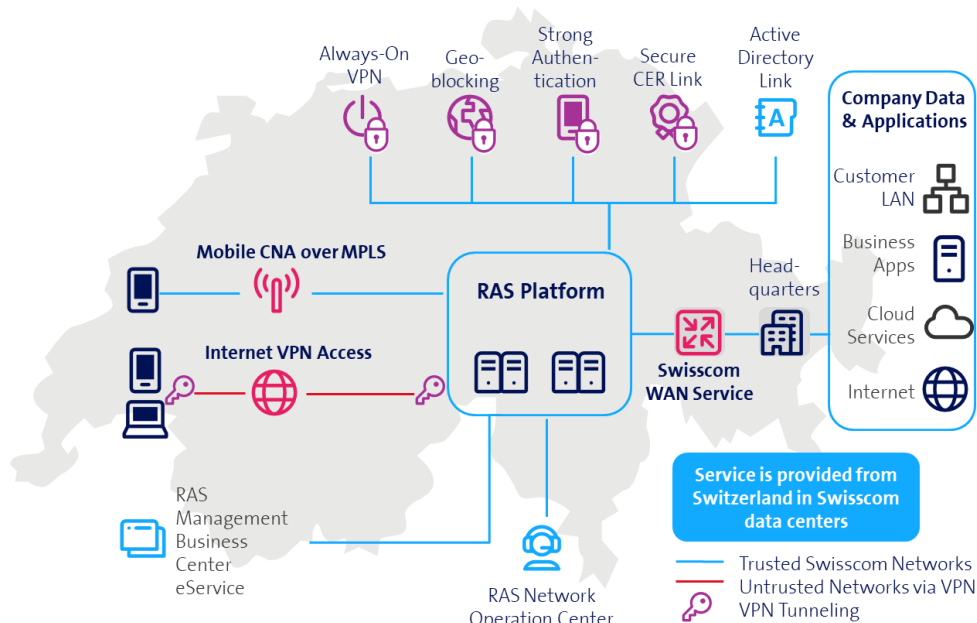 Always-On
VPN
Geo-
blocking
Strong
Authen-
tication
Secure
CER Link
Active
Directory
Link
A
Company Data
& Applications
Customer
LAN
Business
Apps
Cloud
Services
Internet
Mobile CNA over MPLS
Internet VPN Access
RAS Platform
Head-
quarters
Swisscom
WAN Service
RAS
Management
Business
Center
eService
RAS Network
Operation Center
Service is provided from
Switzerland in Swisscom
data centers
Trusted Swisscom Networks
Untrusted Networks via VPN
VPN Tunneling